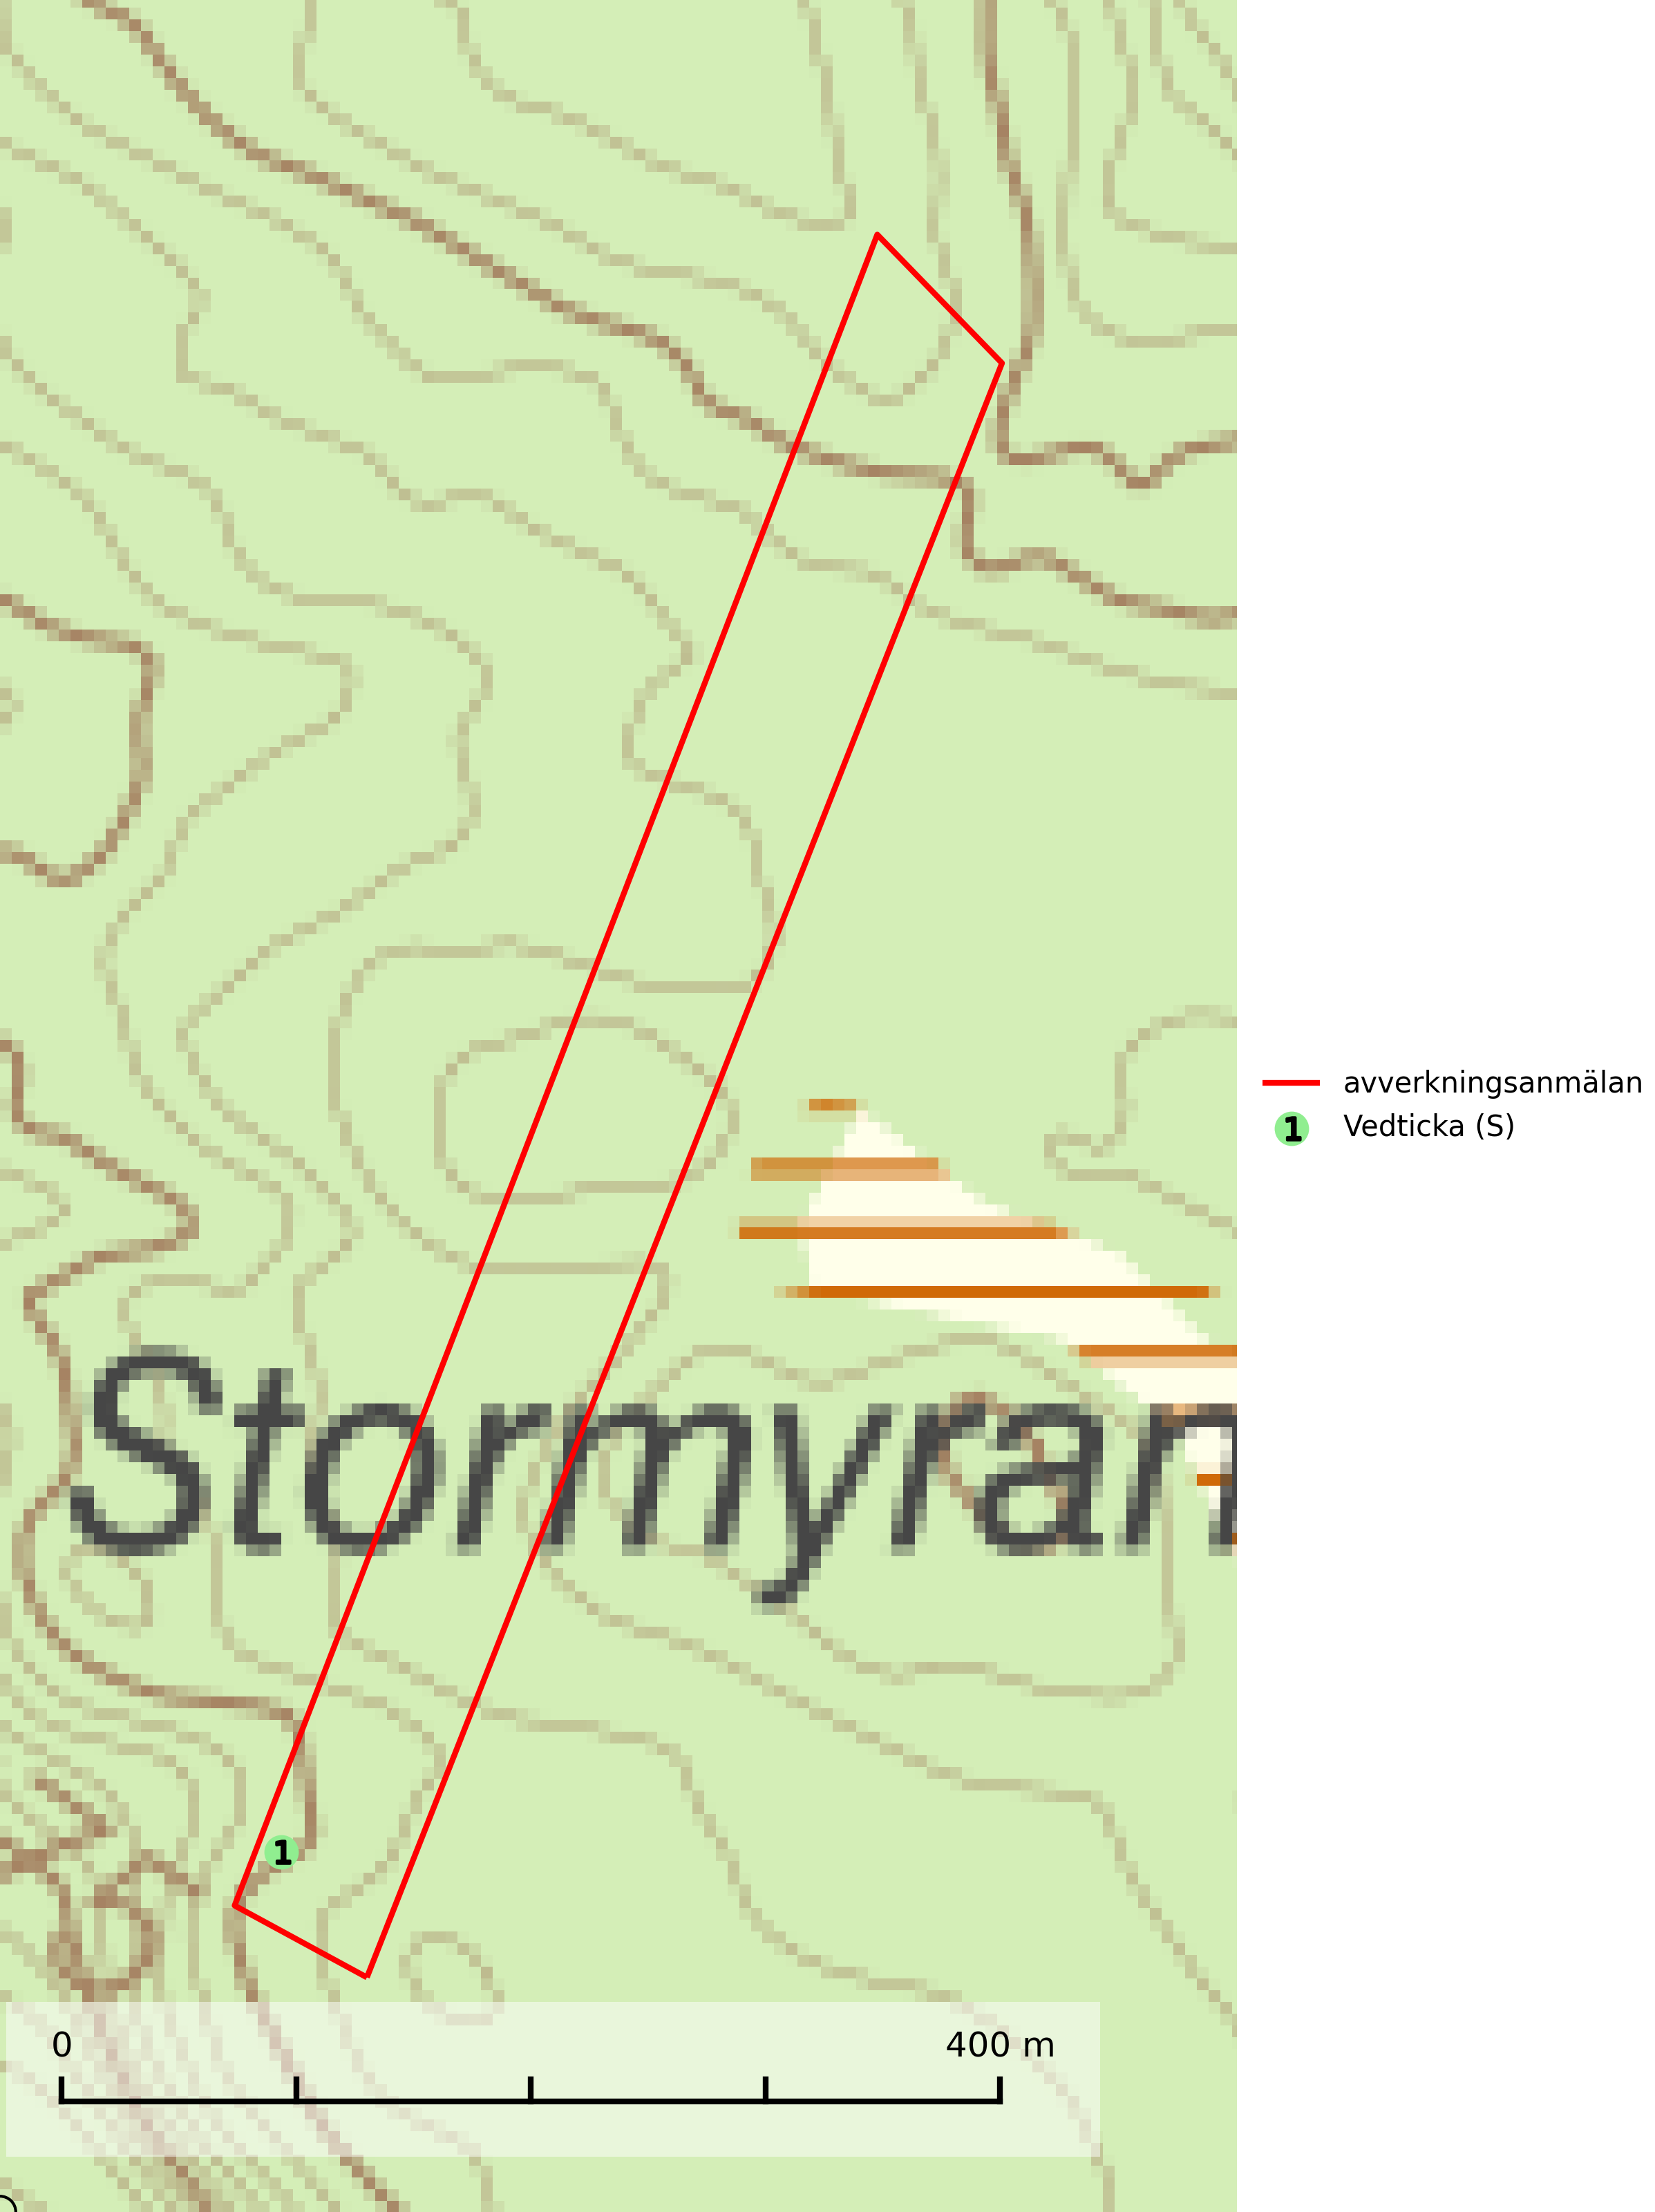 avverkningsanmälan
1 Vedticka (S)
Stormyran
1
0 400 m